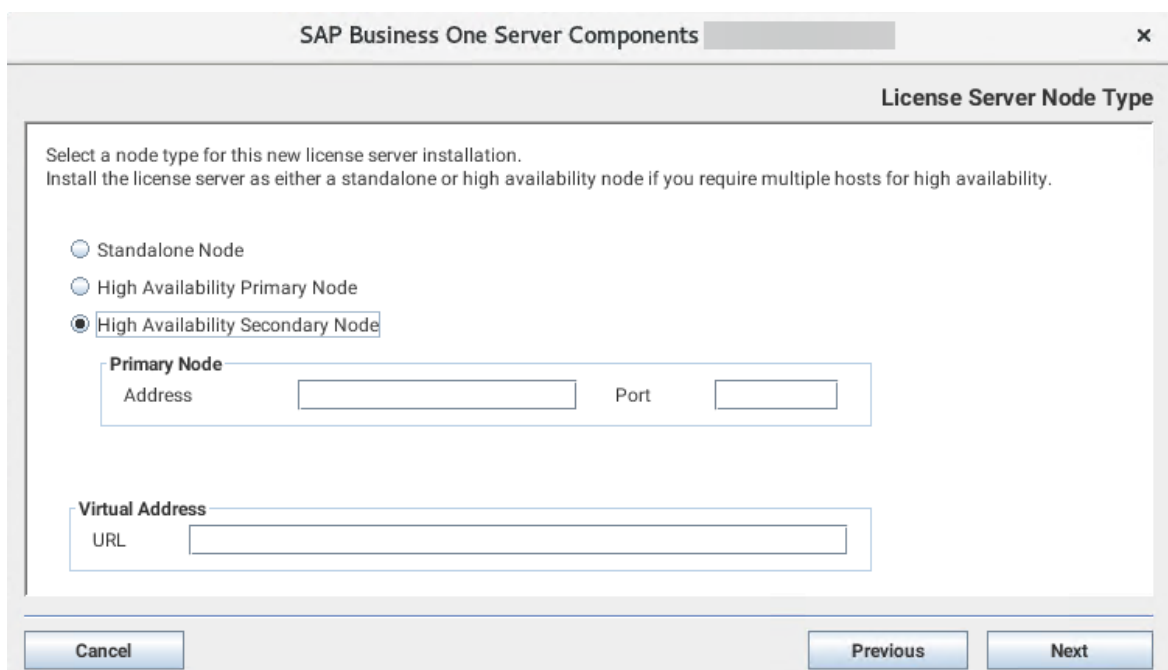 SAP Business One Server Components
License Server Node Type
Select a node type for this new license server installation.
Install the license server as either a standalone or high availability node if you require multiple hosts for high availability.
Standalone Node
High Availability Primary Node
High Availability Secondary Node
Primary Node
Address Port
Virtual Address
URL
Cancel Previous Next